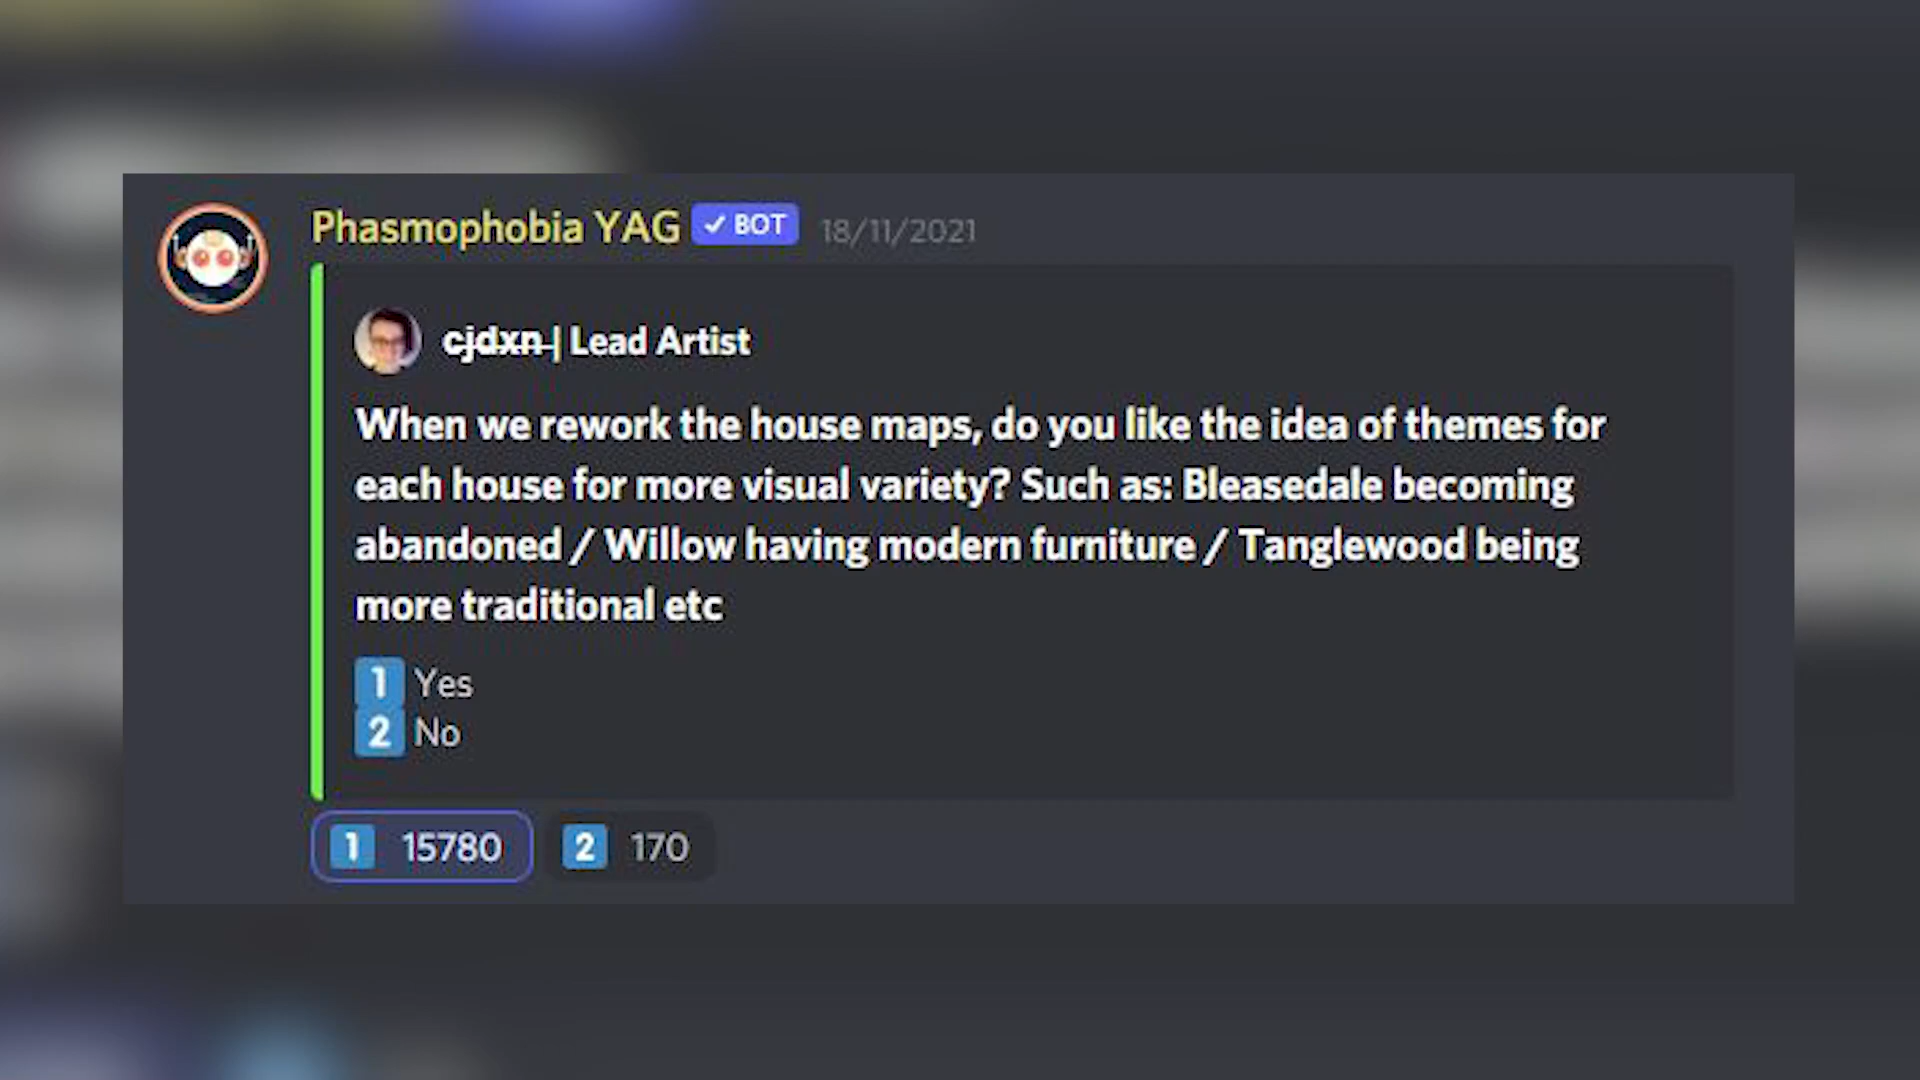 Phasmophobia YAG ✓ BOT 18/11/2021
cjdxn | Lead Artist
When we rework the house maps, do you like the idea of themes for
each house for more visual variety? Such as: Bleasedale becoming
abandoned / Willow having modern furniture / Tanglewood being
more traditional etc
1 Yes
2 No
1 15780 2 170